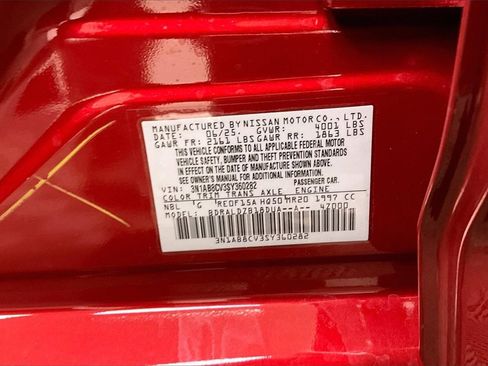 MANUFACTURED BY NISSAN MOTOR CO., LTD.
DATE: 06/25. GVWR: 4001 LBS
GAWR FR: 2161 LBS GAWR RR: 1863 LBS
THIS VEHICLE CONFORMS TO ALL APPLICABLE FEDERAL MOTOR
VEHICLE SAFETY, BUMPER AND THEFT PREVENTION STANDARDS
IN EFFECT ON THE DATE OF MANUFACTURE SHOWN ABOVE.
SEE OWNER'S MANUAL FOR ADDITIONAL INFORMATION.
VIN: 3N1AB8CV3SY360282 PASSENGER CAR.
COLOR TRIM TRANS AXLE ENGINE
NBL G RE0F15A HQ50 MR20 1997 CC
MODEL: BDRALDZB18DUA--A-- 4Z000
3N1AB8CV3SY360282